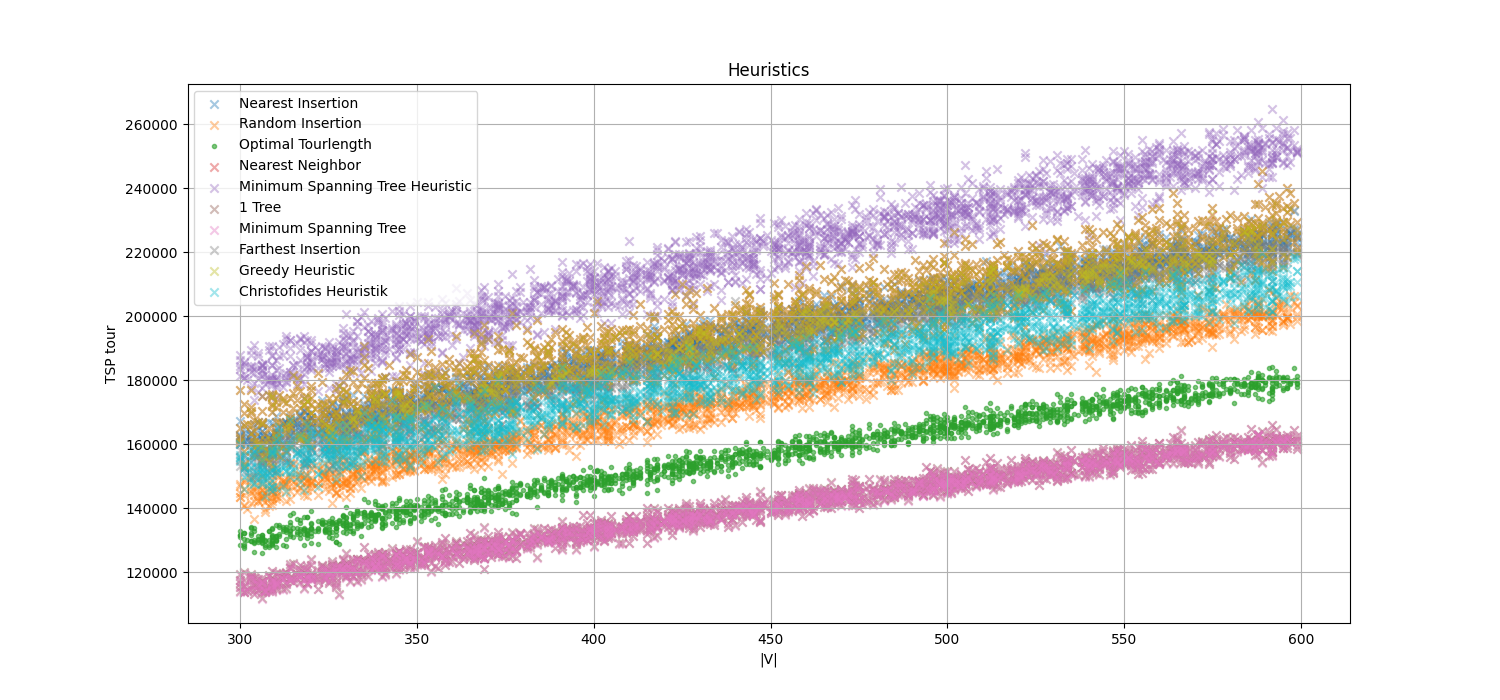 Heuristics
Nearest Insertion
Random Insertion
Optimal Tourlength
Nearest Neighbor
Minimum Spanning Tree Heuristic
1 Tree
Minimum Spanning Tree
Farthest Insertion
Greedy Heuristic
Christofides Heuristik
260000
240000
220000
200000
180000
160000
140000
120000
TSP tour
300 350 400 450 500 550 600
|V|